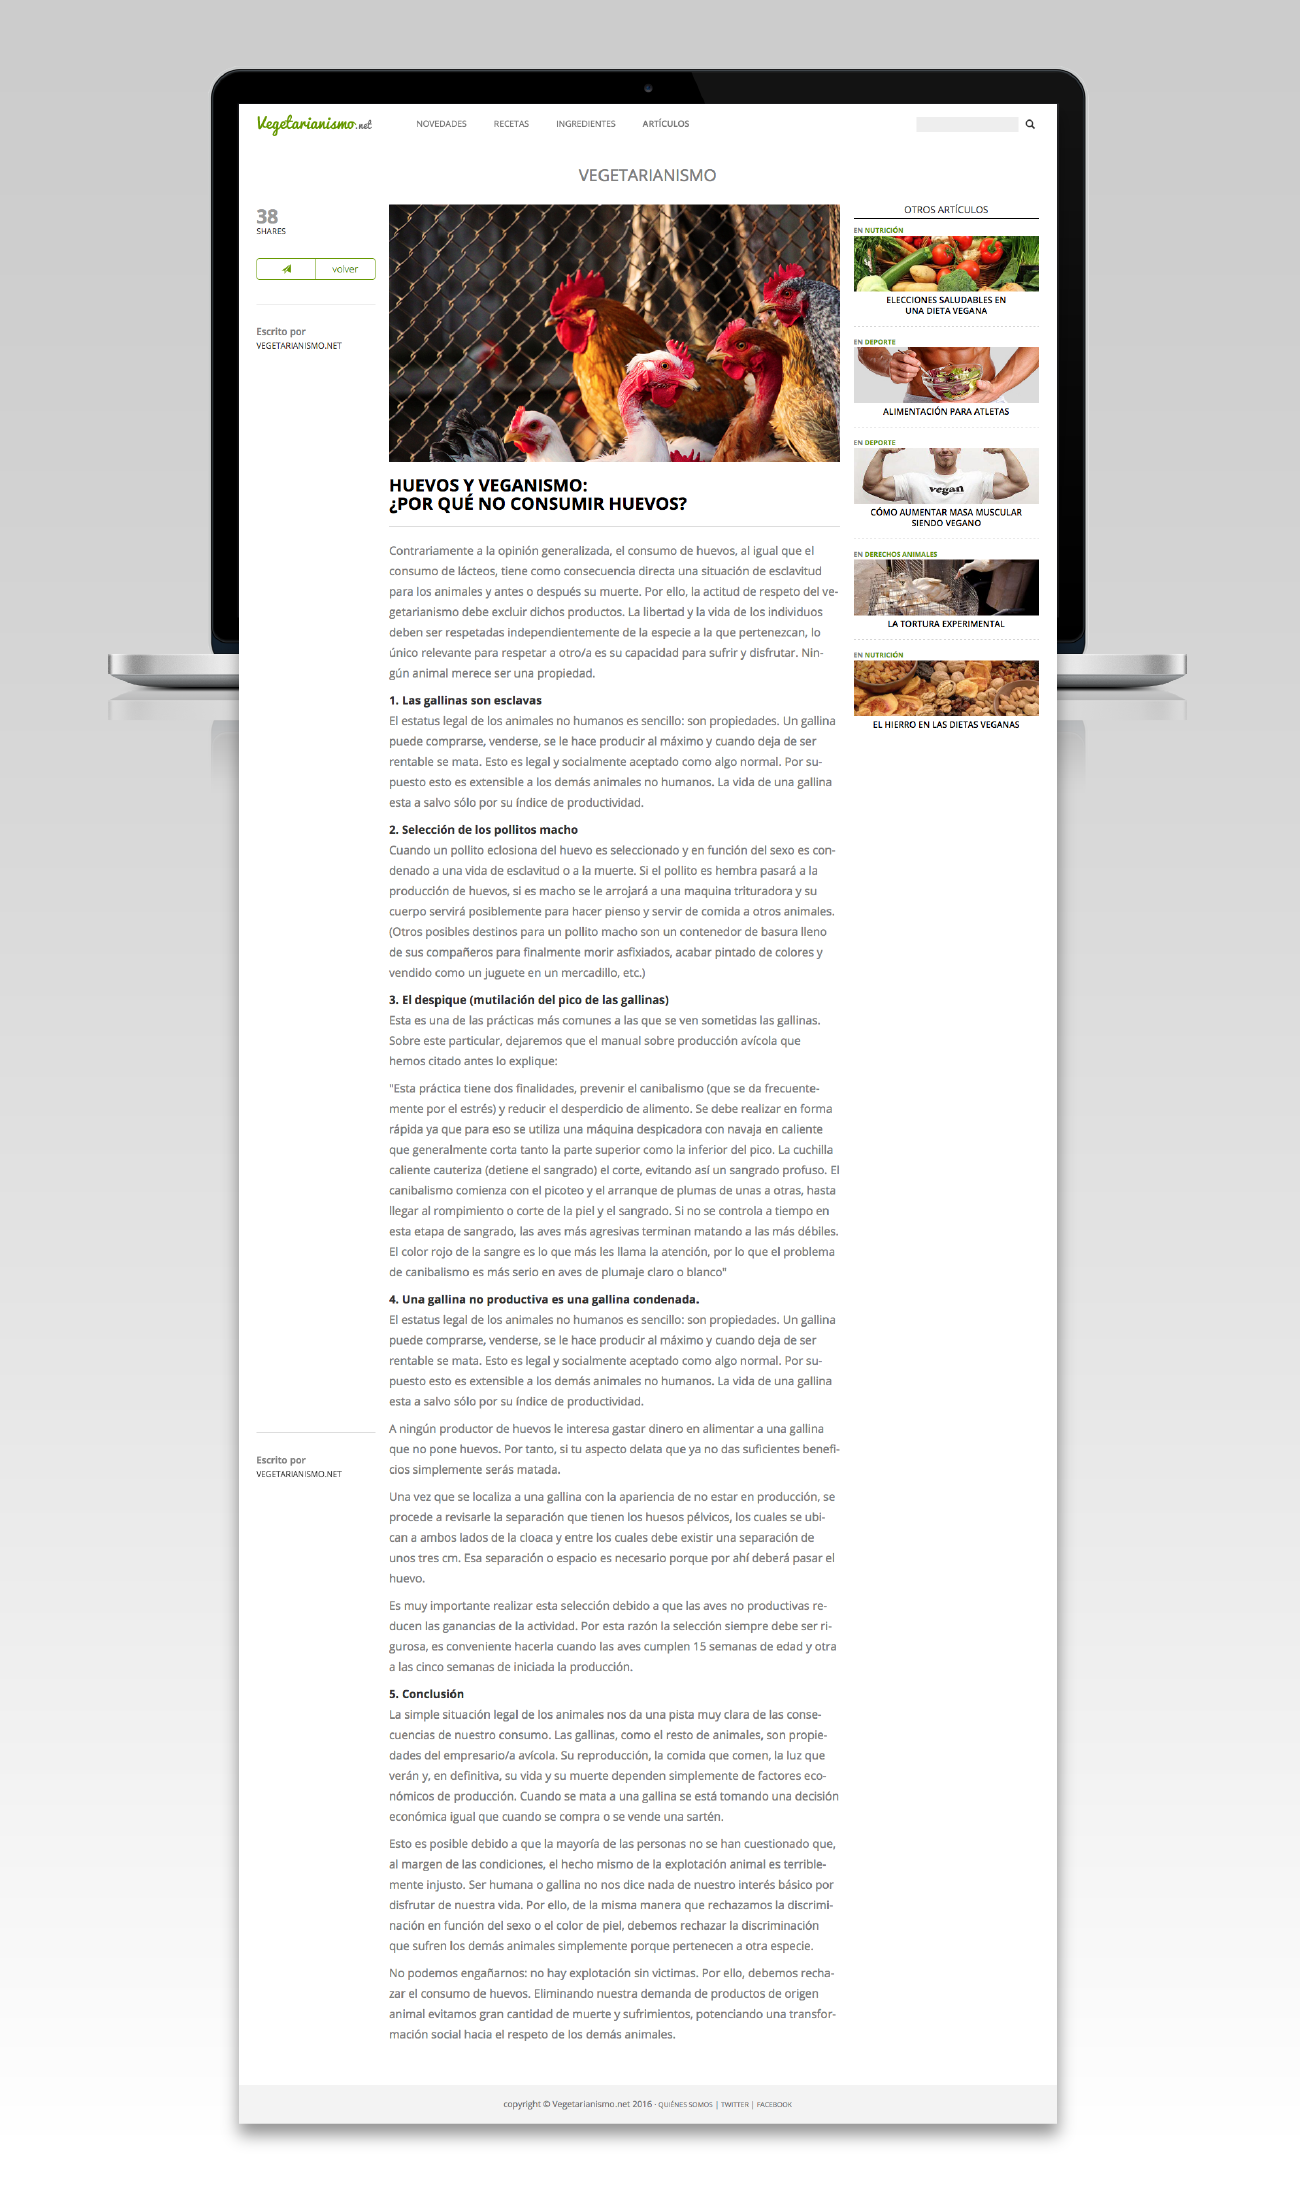 Vegetarianismo.net
NOVEDADES
RECETAS
INGREDIENTES
ARTÍCULOS
VEGETARIANISMO
38
SHARES
volver
Escrito por
VEGETARIANISMO.NET
HUEVOS Y VEGANISMO:
¿POR QUÉ NO CONSUMIR HUEVOS?
Contrariamente a la opinión generalizada, el consumo de huevos, al igual que el
consumo de lácteos, tiene como consecuencia directa una situación de esclavitud
para los animales y antes o después su muerte. Por ello, la actitud de respeto del ve-
getarianismo debe excluir dichos productos. La libertad y la vida de los individuos
deben ser respetadas independientemente de la especie a la que pertenezcan, lo
único relevante para respetar a otro/a es su capacidad para sufrir y disfrutar. Nin-
gún animal merece ser una propiedad.
1. Las gallinas son esclavas
El estatus legal de los animales no humanos es sencillo: son propiedades. Un gallina
puede comprarse, venderse, se le hace producir al máximo y cuando deja de ser
rentable se mata. Esto es legal y socialmente aceptado como algo normal. Por su-
puesto esto es extensible a los demás animales no humanos. La vida de una gallina
esta a salvo sólo por su índice de productividad.
2. Selección de los pollitos macho
Cuando un pollito eclosiona del huevo es seleccionado y en función del sexo es con-
denado a una vida de esclavitud o a la muerte. Si el pollito es hembra pasará a la
producción de huevos, si es macho se le arrojará a una maquina trituradora y su
cuerpo servirá posiblemente para hacer pienso y servir de comida a otros animales.
(Otros posibles destinos para un pollito macho son un contenedor de basura lleno
de sus compañeros para finalmente morir asfixiados, acabar pintado de colores y
vendido como un juguete en un mercadillo, etc.)
3. El despique (mutilación del pico de las gallinas)
Esta es una de las prácticas más comunes a las que se ven sometidas las gallinas.
Sobre este particular, dejaremos que el manual sobre producción avícola que
hemos citado antes lo explique:
"Esta práctica tiene dos finalidades, prevenir el canibalismo (que se da frecuente-
mente por el estrés) y reducir el desperdicio de alimento. Se debe realizar en forma
rápida ya que para eso se utiliza una máquina despicadora con navaja en caliente
que generalmente corta tanto la parte superior como la inferior del pico. La cuchilla
caliente cauteriza (detiene el sangrado) el corte, evitando así un sangrado profuso. El
canibalismo comienza con el picoteo y el arranque de plumas de unas a otras, hasta
llegar al rompimiento o corte de la piel y el sangrado. Si no se controla a tiempo en
esta etapa de sangrado, las aves más agresivas terminan matando a las más débiles.
El color rojo de la sangre es lo que más les llama la atención, por lo que el problema
de canibalismo es más serio en aves de plumaje claro o blanco"
4. Una gallina no productiva es una gallina condenada.
El estatus legal de los animales no humanos es sencillo: son propiedades. Un gallina
puede comprarse, venderse, se le hace producir al máximo y cuando deja de ser
rentable se mata. Esto es legal y socialmente aceptado como algo normal. Por su-
puesto esto es extensible a los demás animales no humanos. La vida de una gallina
esta a salvo sólo por su índice de productividad.
A ningún productor de huevos le interesa gastar dinero en alimentar a una gallina
que no pone huevos. Por tanto, si tu aspecto delata que ya no das suficientes benefi-
cios simplemente serás matada.
Una vez que se localiza a una gallina con la apariencia de no estar en producción, se
procede a revisarle la separación que tienen los huesos pélvicos, los cuales se ubi-
can a ambos lados de la cloaca y entre los cuales debe existir una separación de
unos tres cm. Esa separación o espacio es necesario porque por ahí deberá pasar el
huevo.
Es muy importante realizar esta selección debido a que las aves no productivas re-
ducen las ganancias de la actividad. Por esta razón la selección siempre debe ser ri-
gurosa, es conveniente hacerla cuando las aves cumplen 15 semanas de edad y otra
a las cinco semanas de iniciada la producción.
5. Conclusión
La simple situación legal de los animales nos da una pista muy clara de las conse-
cuencias de nuestro consumo. Las gallinas, como el resto de animales, son propie-
dades del empresario/a avícola. Su reproducción, la comida que comen, la luz que
verán y, en definitiva, su vida y su muerte dependen simplemente de factores eco-
nómicos de producción. Cuando se mata a una gallina se está tomando una decisión
económica igual que cuando se compra o se vende una sartén.
Esto es posible debido a que la mayoría de las personas no se han cuestionado que,
al margen de las condiciones, el hecho mismo de la explotación animal es terrible-
mente injusto. Ser humana o gallina no nos dice nada de nuestro interés básico por
disfrutar de nuestra vida. Por ello, de la misma manera que rechazamos la discrimi-
nación en función del sexo o el color de piel, debemos rechazar la discriminación
que sufren los demás animales simplemente porque pertenecen a otra especie.
No podemos engañarnos: no hay explotación sin victimas. Por ello, debemos recha-
zar el consumo de huevos. Eliminando nuestra demanda de productos de origen
animal evitamos gran cantidad de muerte y sufrimientos, potenciando una transfor-
mación social hacia el respeto de los demás animales.
Escrito por
VEGETARIANISMO.NET
OTROS ARTÍCULOS
EN NUTRICIÓN
ELECCIONES SALUDABLES EN
UNA DIETA VEGANA
EN DEPORTE
ALIMENTACIÓN PARA ATLETAS
EN DEPORTE
vegan
CÓMO AUMENTAR MASA MUSCULAR
SIENDO VEGANO
EN DERECHOS ANIMALES
LA TORTURA EXPERIMENTAL
EN NUTRICIÓN
EL HIERRO EN LAS DIETAS VEGANAS
copyright © Vegetarianismo.net 2016 - QUIÉNES SOMOS | TWITTER | FACEBOOK